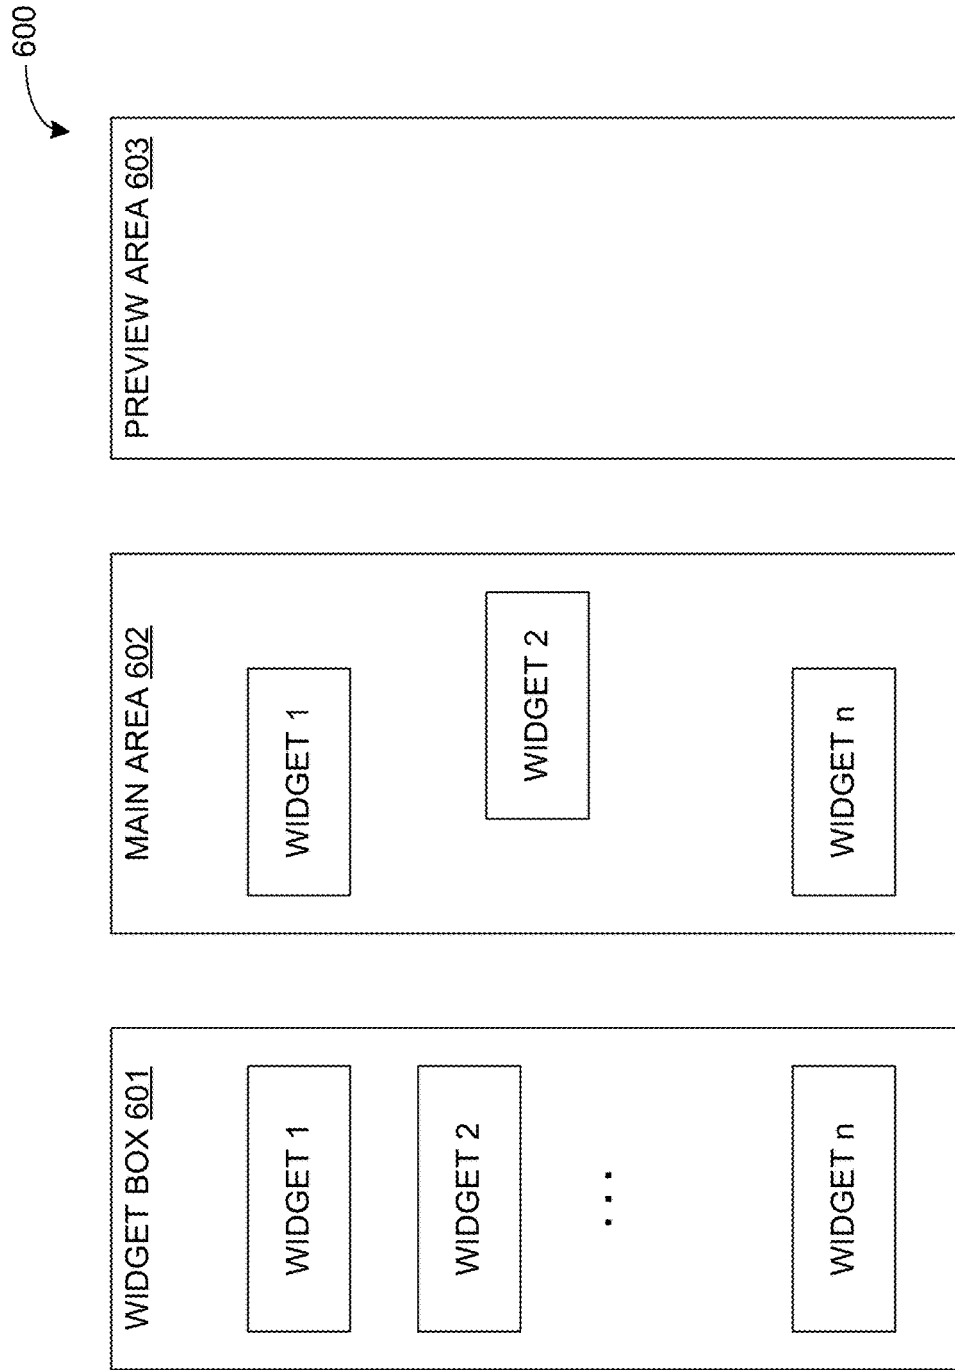 600
WIDGET BOX 601
WIDGET 1
WIDGET 2
...
WIDGET n
MAIN AREA 602
WIDGET 1
WIDGET 2
WIDGET n
PREVIEW AREA 603